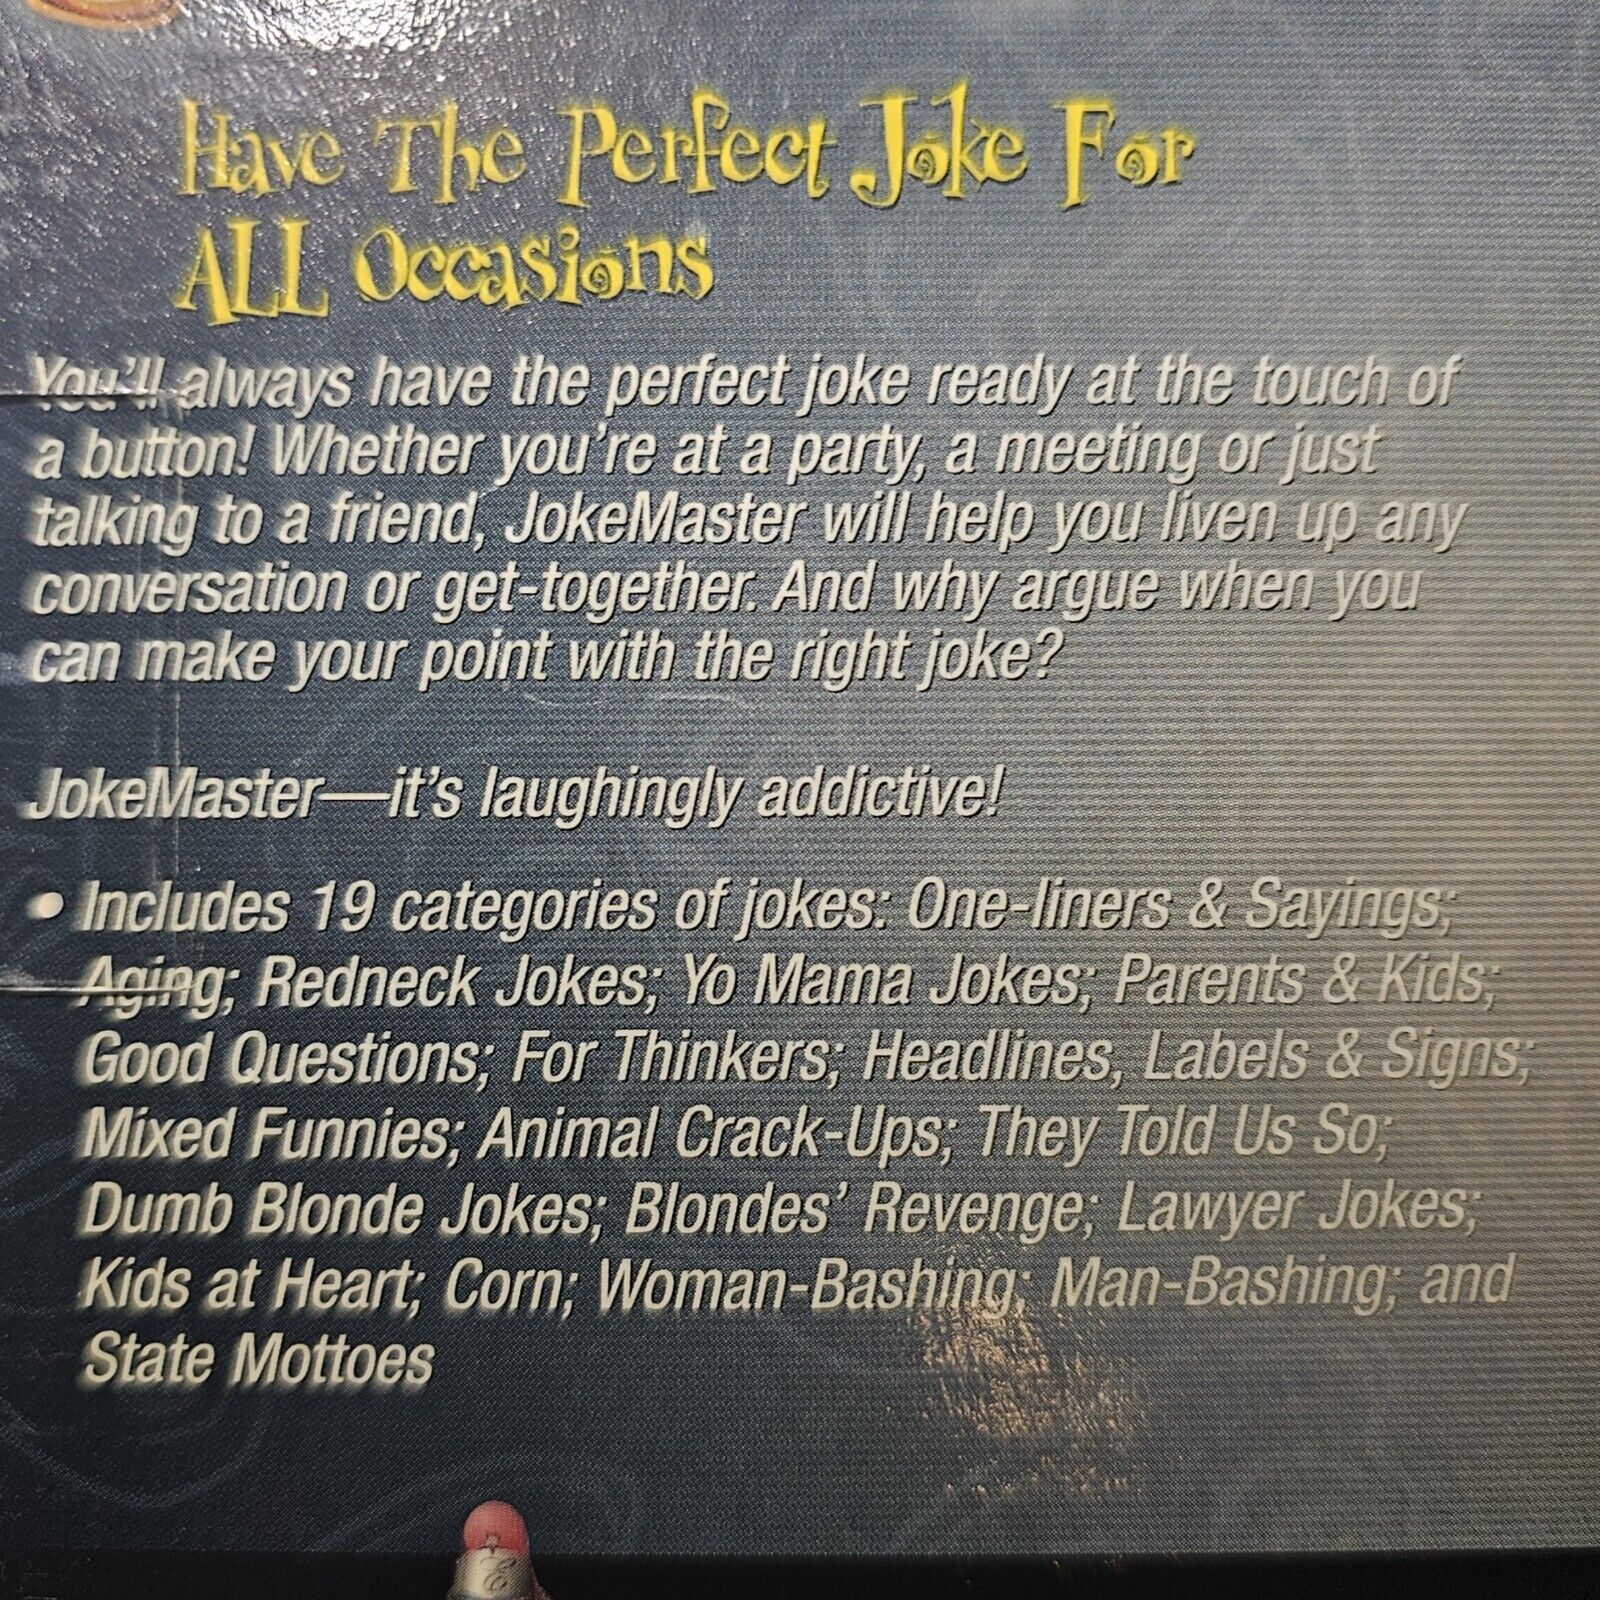 Have The Perfect Joke For
ALL Occasions
You'll always have the perfect joke ready at the touch of
a button! Whether you're at a party, a meeting or just
talking to a friend, JokeMaster will help you liven up any
conversation or get-together. And why argue when you
can make your point with the right joke?
JokeMaster—it's laughingly addictive!
• Includes 19 categories of jokes: One-liners & Sayings;
Aging; Redneck Jokes; Yo Mama Jokes; Parents & Kids;
Good Questions; For Thinkers; Headlines, Labels & Signs;
Mixed Funnies; Animal Crack-Ups; They Told Us So;
Dumb Blonde Jokes; Blondes' Revenge; Lawyer Jokes;
Kids at Heart; Corn; Woman-Bashing; Man-Bashing; and
State Mottoes